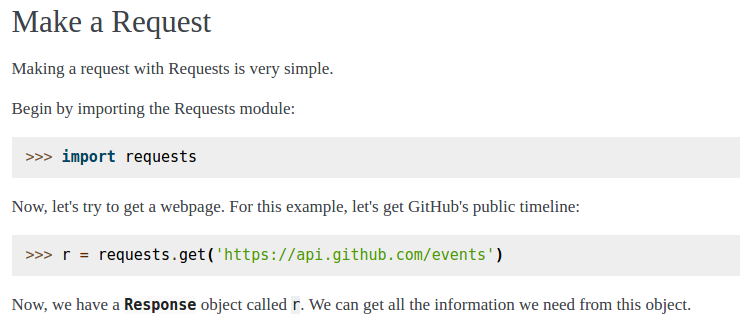 Make a Request
Making a request with Requests is very simple.
Begin by importing the Requests module:
>>> import requests
Now, let's try to get a webpage. For this example, let's get GitHub's public timeline:
>>> r = requests.get('https://api.github.com/events')
Now, we have a Response object called r. We can get all the information we need from this object.